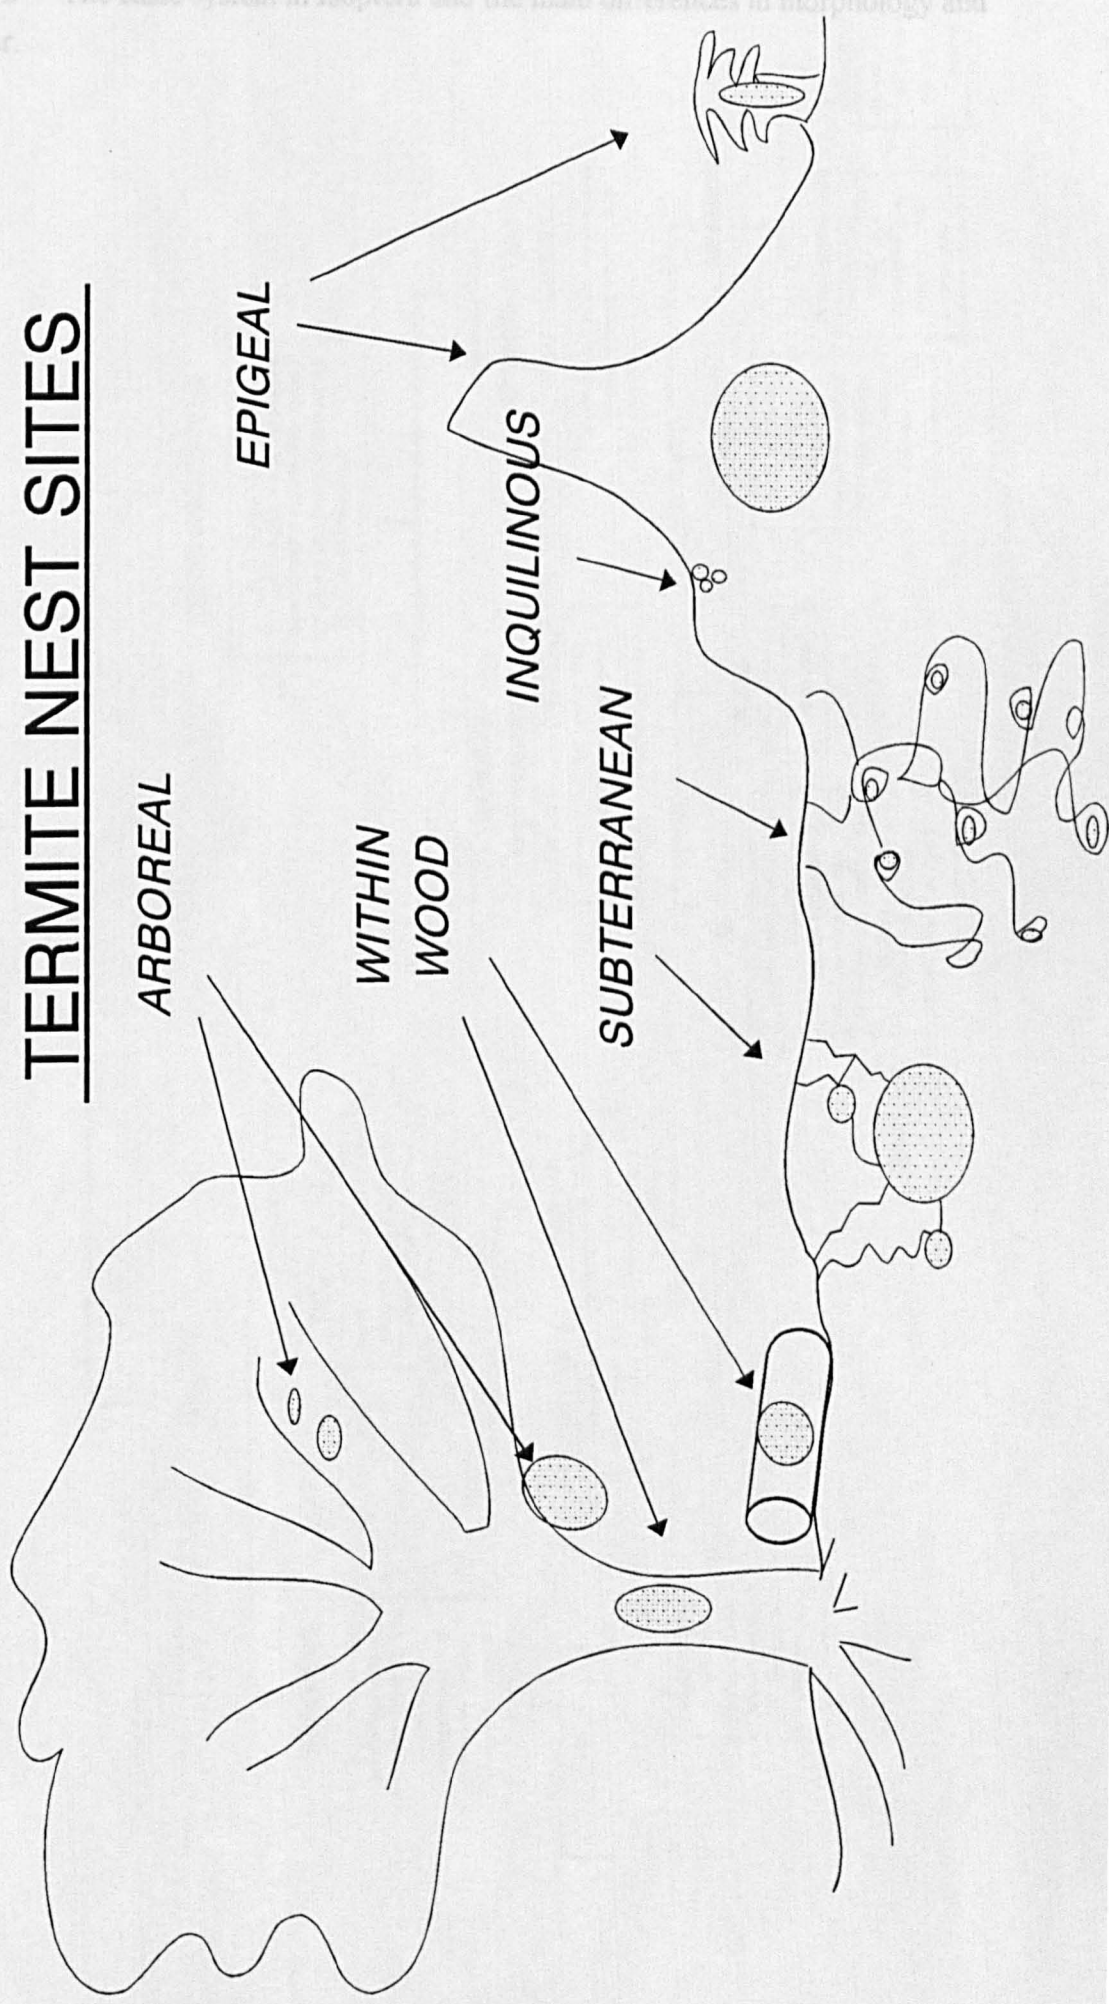 TERMITE NEST SITES
ARBOREAL
EPIGEAL
WITHIN
WOOD
INQUILINOUS
SUBTERRANEAN